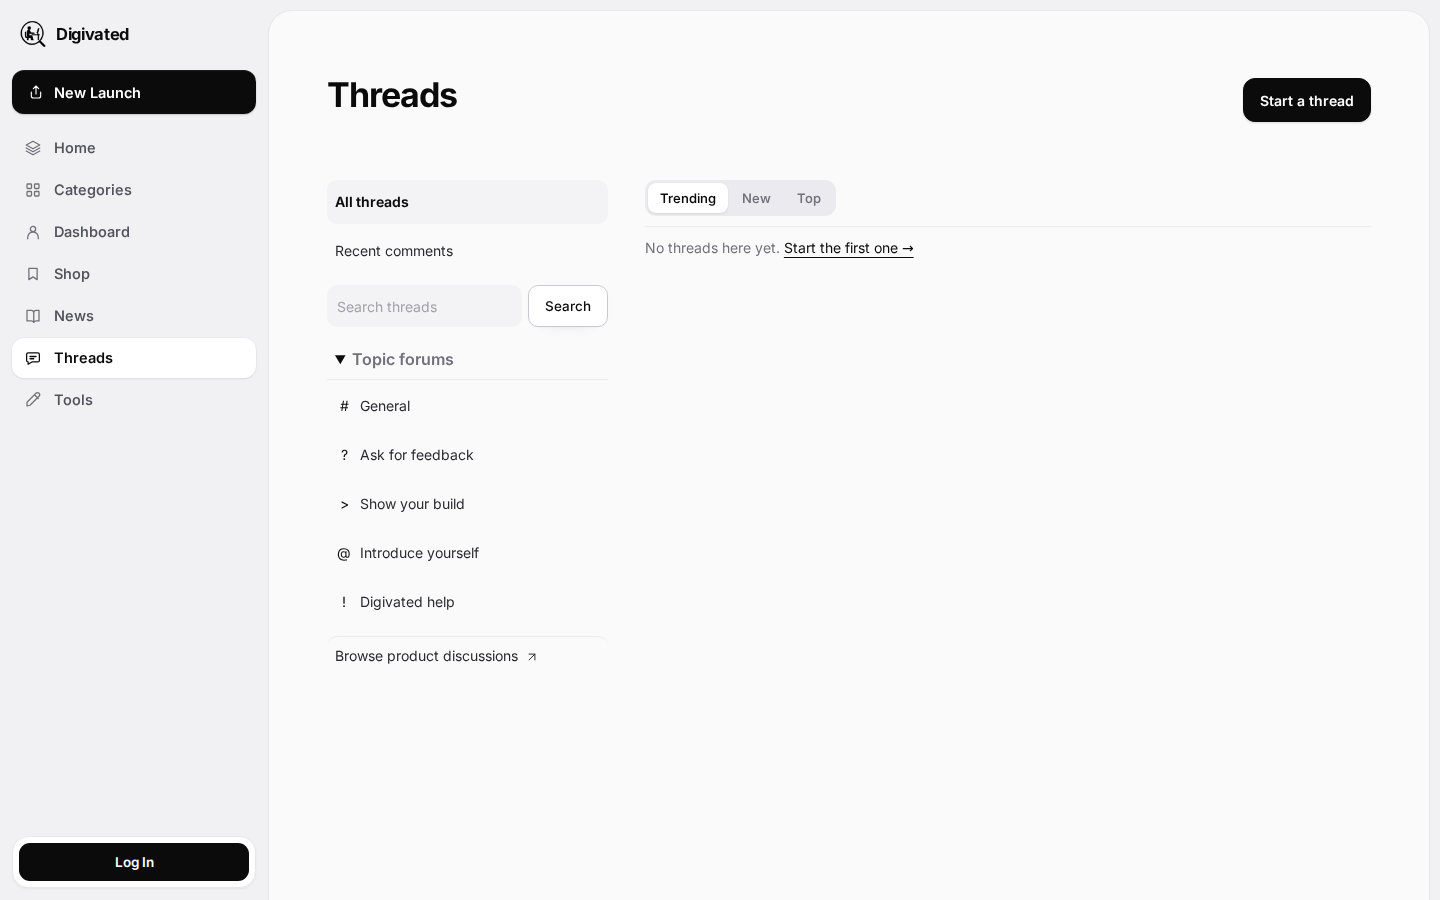 Digivated
New Launch
Home
Categories
Dashboard
Shop
News
Threads
Tools
Log In
Threads
Start a thread
All threads
Recent comments
Search threads
Search
▼ Topic forums
# General
? Ask for feedback
> Show your build
@ Introduce yourself
! Digivated help
Browse product discussions ↗
Trending New Top
No threads here yet. Start the first one →